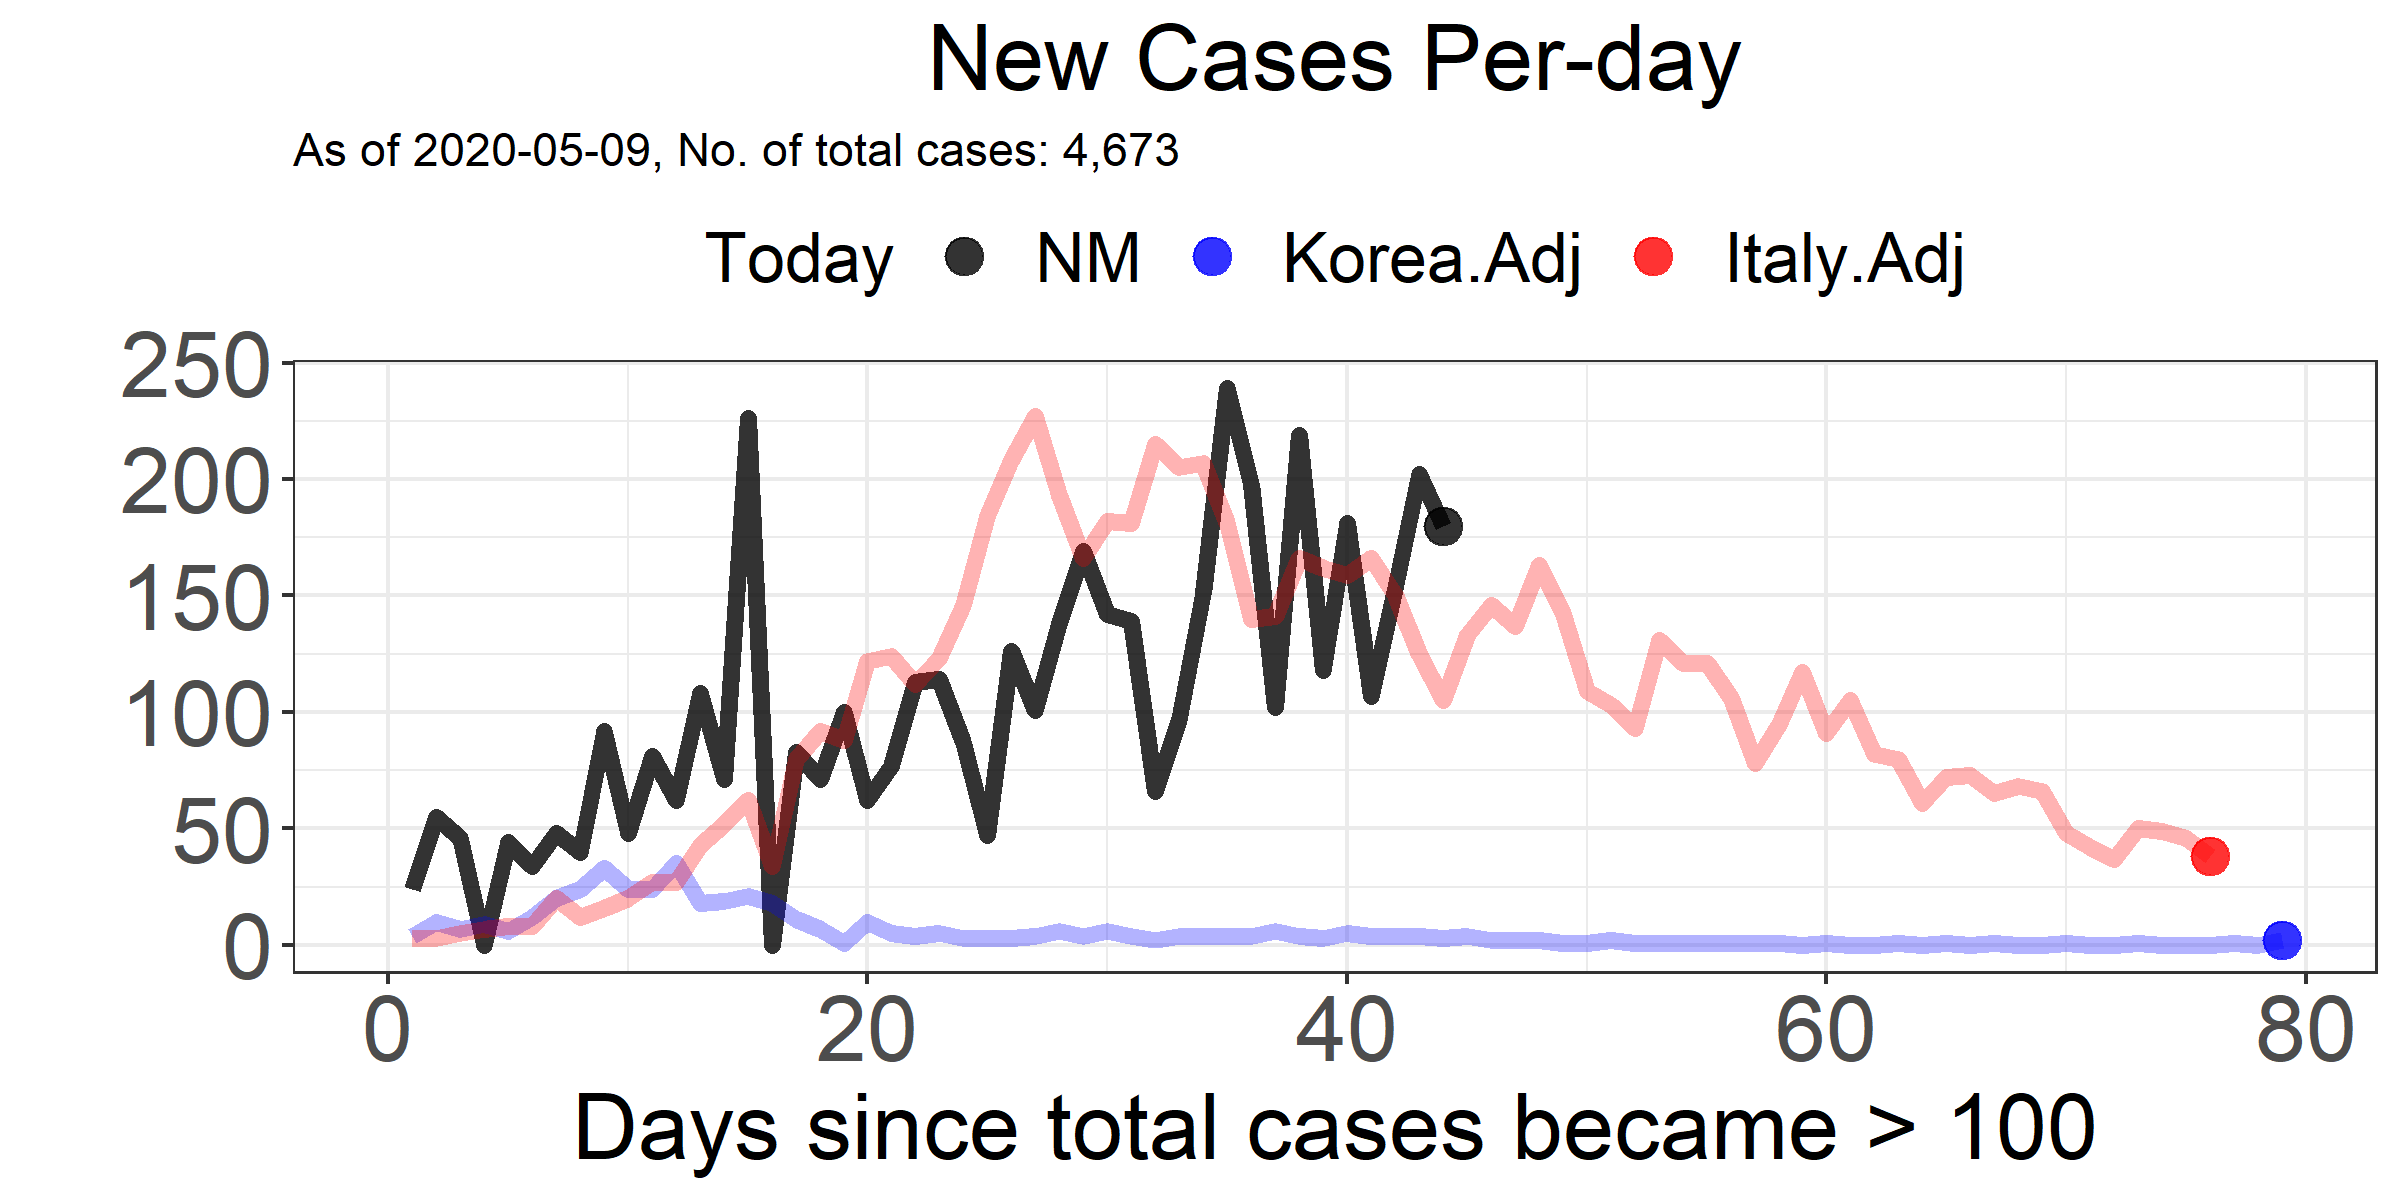 New Cases Per-day
As of 2020-05-09, No. of total cases: 4,673
Today NM Korea.Adj Italy.Adj
250
200
150
100
50
0
0 20 40 60 80
Days since total cases became > 100